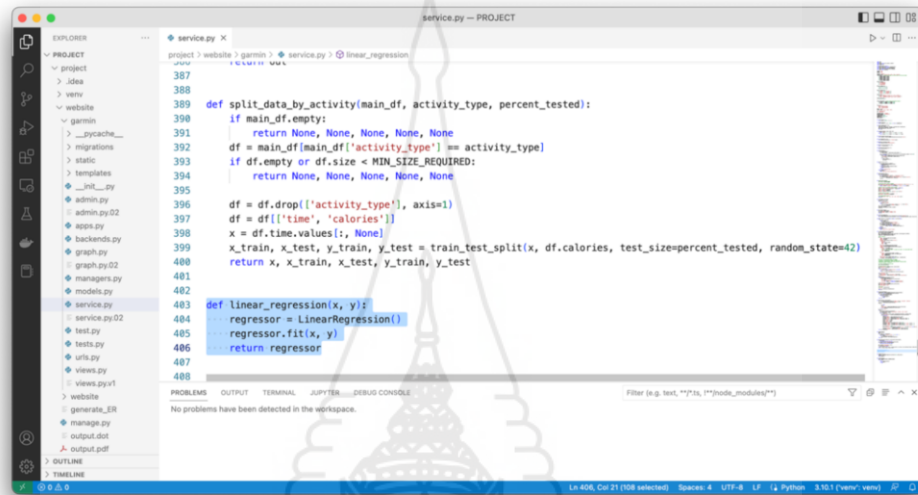 service.py — PROJECT
EXPLORER
service.py
PROJECT
project > website > garmin > service.py > linear_regression
project
.idea
venv
website
garmin
__pycache__
migrations
static
templates
__init__.py
admin.py
admin.py.02
apps.py
backends.py
graph.py
graph.py.02
managers.py
models.py
service.py
service.py.02
test.py
tests.py
urls.py
views.py
views.py.v1
website
generate_ER
manage.py
output.dot
output.pdf
OUTLINE
TIMELINE
386 return out
387
388
389 def split_data_by_activity(main_df, activity_type, percent_tested):
390 if main_df.empty:
391 return None, None, None, None, None
392 df = main_df[main_df['activity_type'] == activity_type]
393 if df.empty or df.size < MIN_SIZE_REQUIRED:
394 return None, None, None, None, None
395
396 df = df.drop(['activity_type'], axis=1)
397 df = df[['time', 'calories']]
398 x = df.time.values[:, None]
399 x_train, x_test, y_train, y_test = train_test_split(x, df.calories, test_size=percent_tested, random_state=42)
400 return x, x_train, x_test, y_train, y_test
401
402
403 def linear_regression(x, y):
404 regressor = LinearRegression()
405 regressor.fit(x, y)
406 return regressor
407
408
PROBLEMS OUTPUT TERMINAL JUPYTER DEBUG CONSOLE
Filter (e.g. text, **/*.ts, !**/node_modules/**)
No problems have been detected in the workspace.
0 0
Ln 406, Col 21 (108 selected) Spaces: 4 UTF-8 LF Python 3.10.1 ('venv': venv)